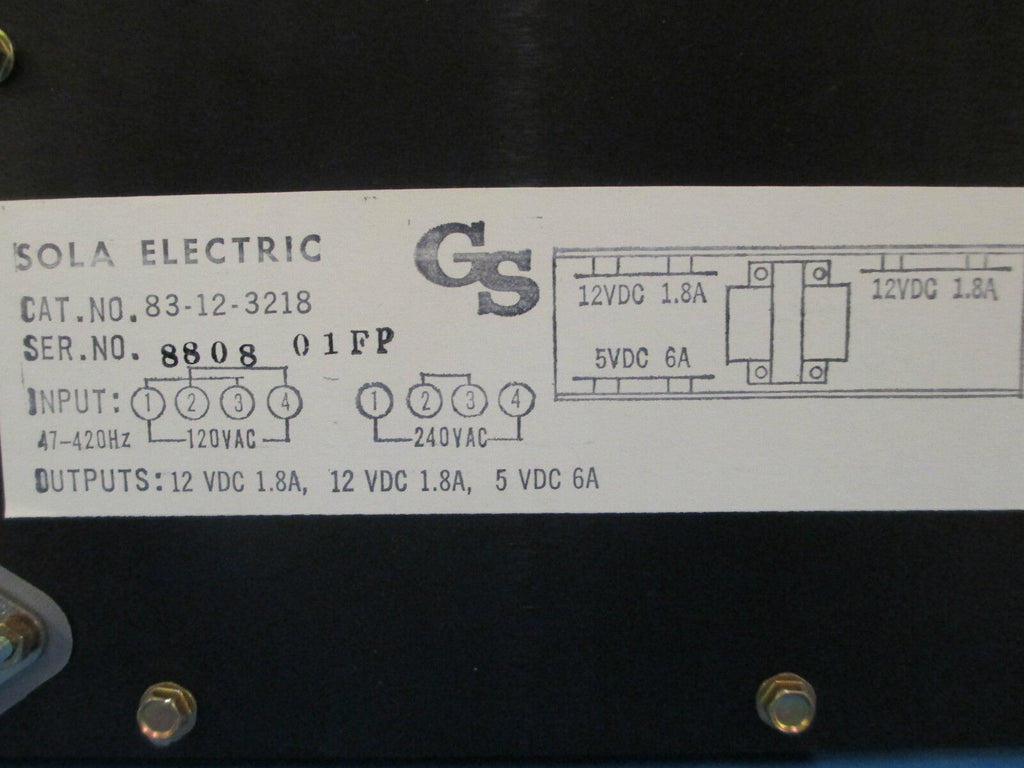 SOLA ELECTRIC
GS
CAT.NO. 83-12-3218
SER.NO. 8808 01FP
INPUT: 1 2 3 4 1 2 3 4
47-420Hz 120VAC 240VAC
OUTPUTS: 12 VDC 1.8A, 12 VDC 1.8A, 5 VDC 6A
12VDC 1.8A 12VDC 1.8A
5VDC 6A